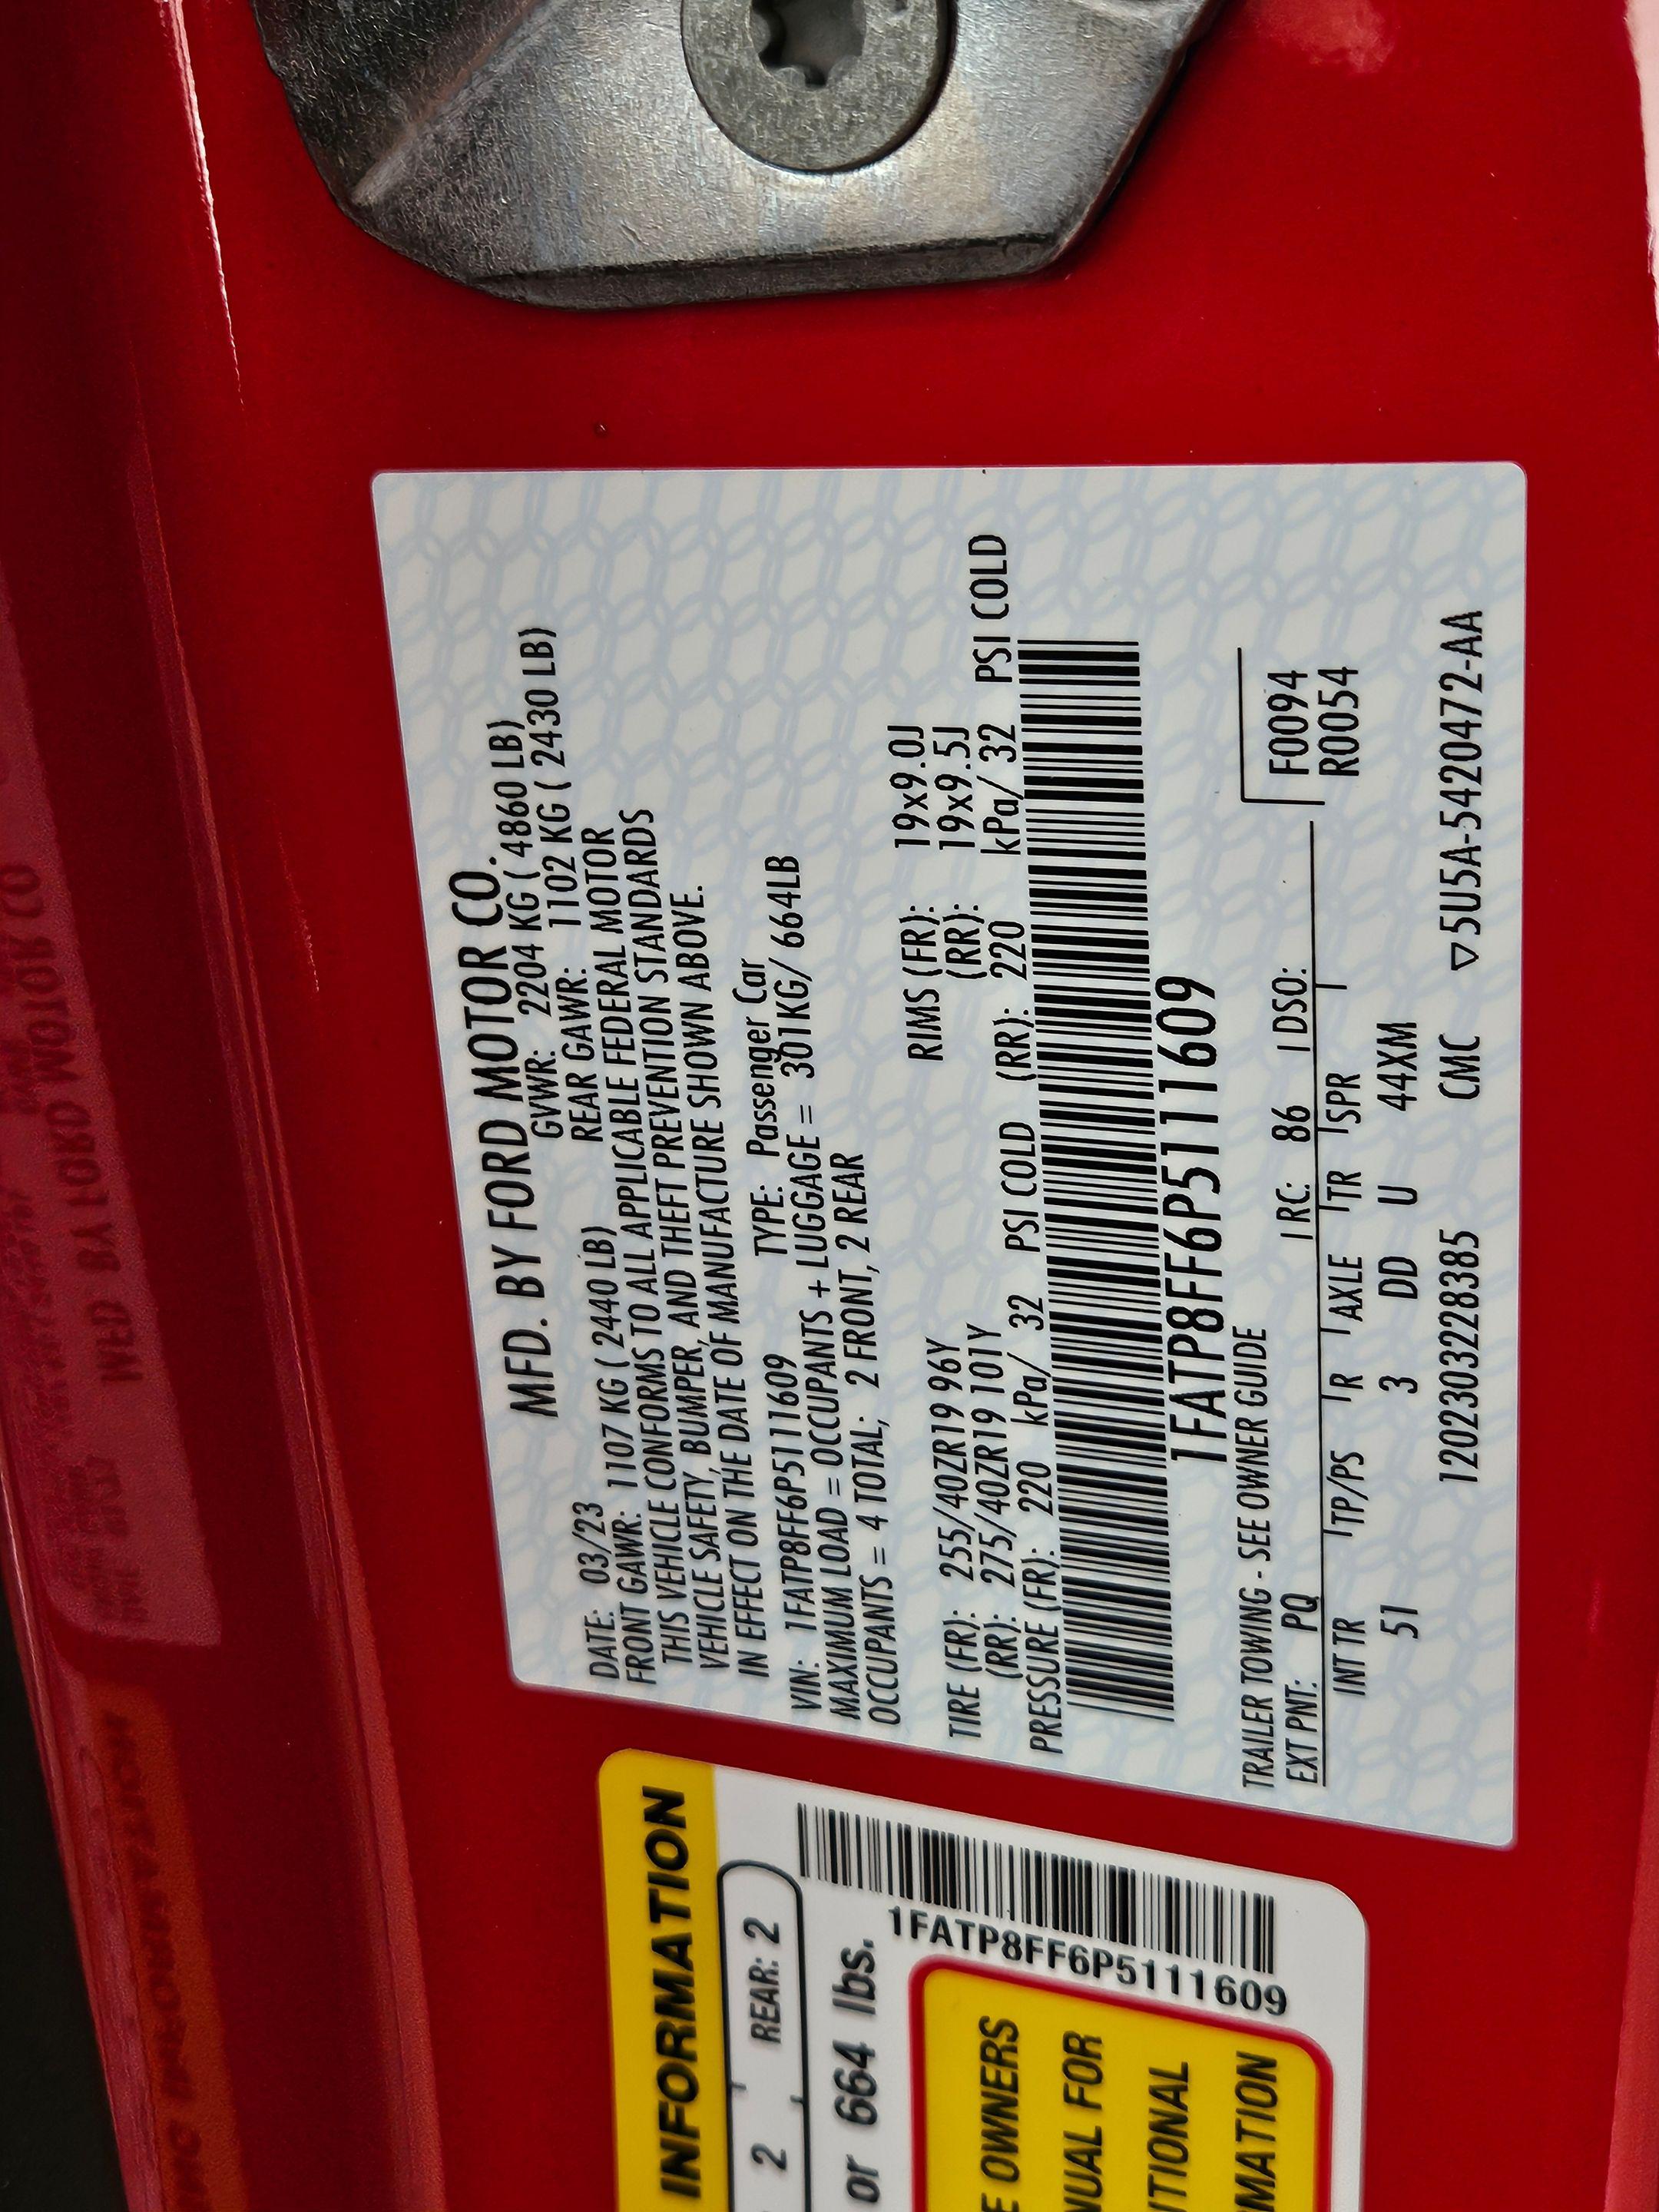 MFD. BY FORD MOTOR CO.
DATE: 03/23 GVWR: 2204 KG ( 4860 LB)
FRONT GAWR: 1107 KG ( 2440 LB) REAR GAWR: 1102 KG ( 2430 LB)
THIS VEHICLE CONFORMS TO ALL APPLICABLE FEDERAL MOTOR
VEHICLE SAFETY, BUMPER, AND THEFT PREVENTION STANDARDS
IN EFFECT ON THE DATE OF MANUFACTURE SHOWN ABOVE.
VIN: 1FATP8FF6P5111609 TYPE: Passenger Car
MAXIMUM LOAD = OCCUPANTS + LUGGAGE = 301KG/ 664LB
OCCUPANTS = 4 TOTAL; 2 FRONT, 2 REAR
TIRE (FR): 255/40ZR19 96Y RIMS (FR): 19x9.0J
(RR): 275/40ZR19 101Y (RR): 19x9.5J
PRESSURE (FR): 220 kPa/ 32 PSI COLD (RR): 220 kPa/ 32 PSI COLD
1FATP8FF6P5111609
TRAILER TOWING - SEE OWNER GUIDE
EXT PNT: PQ RC: 86 DSO:
F0094
R0054
INT TR TP/PS R AXLE TR SPR
51 3 DD U 44XM
1202303228385 CMC ▽5U5A-5420472-AA
INFORMATION
2 REAR: 2
or 664 lbs.
1FATP8FF6P5111609
E OWNERS
NUAL FOR
ITIONAL
MATION